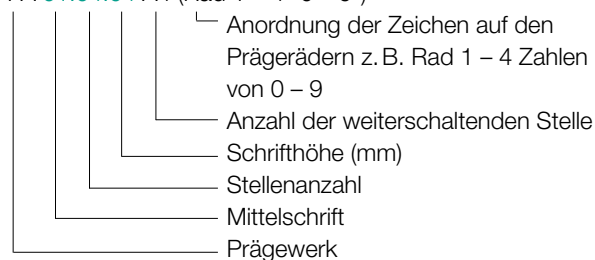 Anordnung der Zeichen auf den
Prägerädern z. B. Rad 1 – 4 Zahlen
von 0 – 9
Anzahl der weiterschaltenden Stelle
Schrifthöhe (mm)
Stellenanzahl
Mittelschrift
Prägewerk